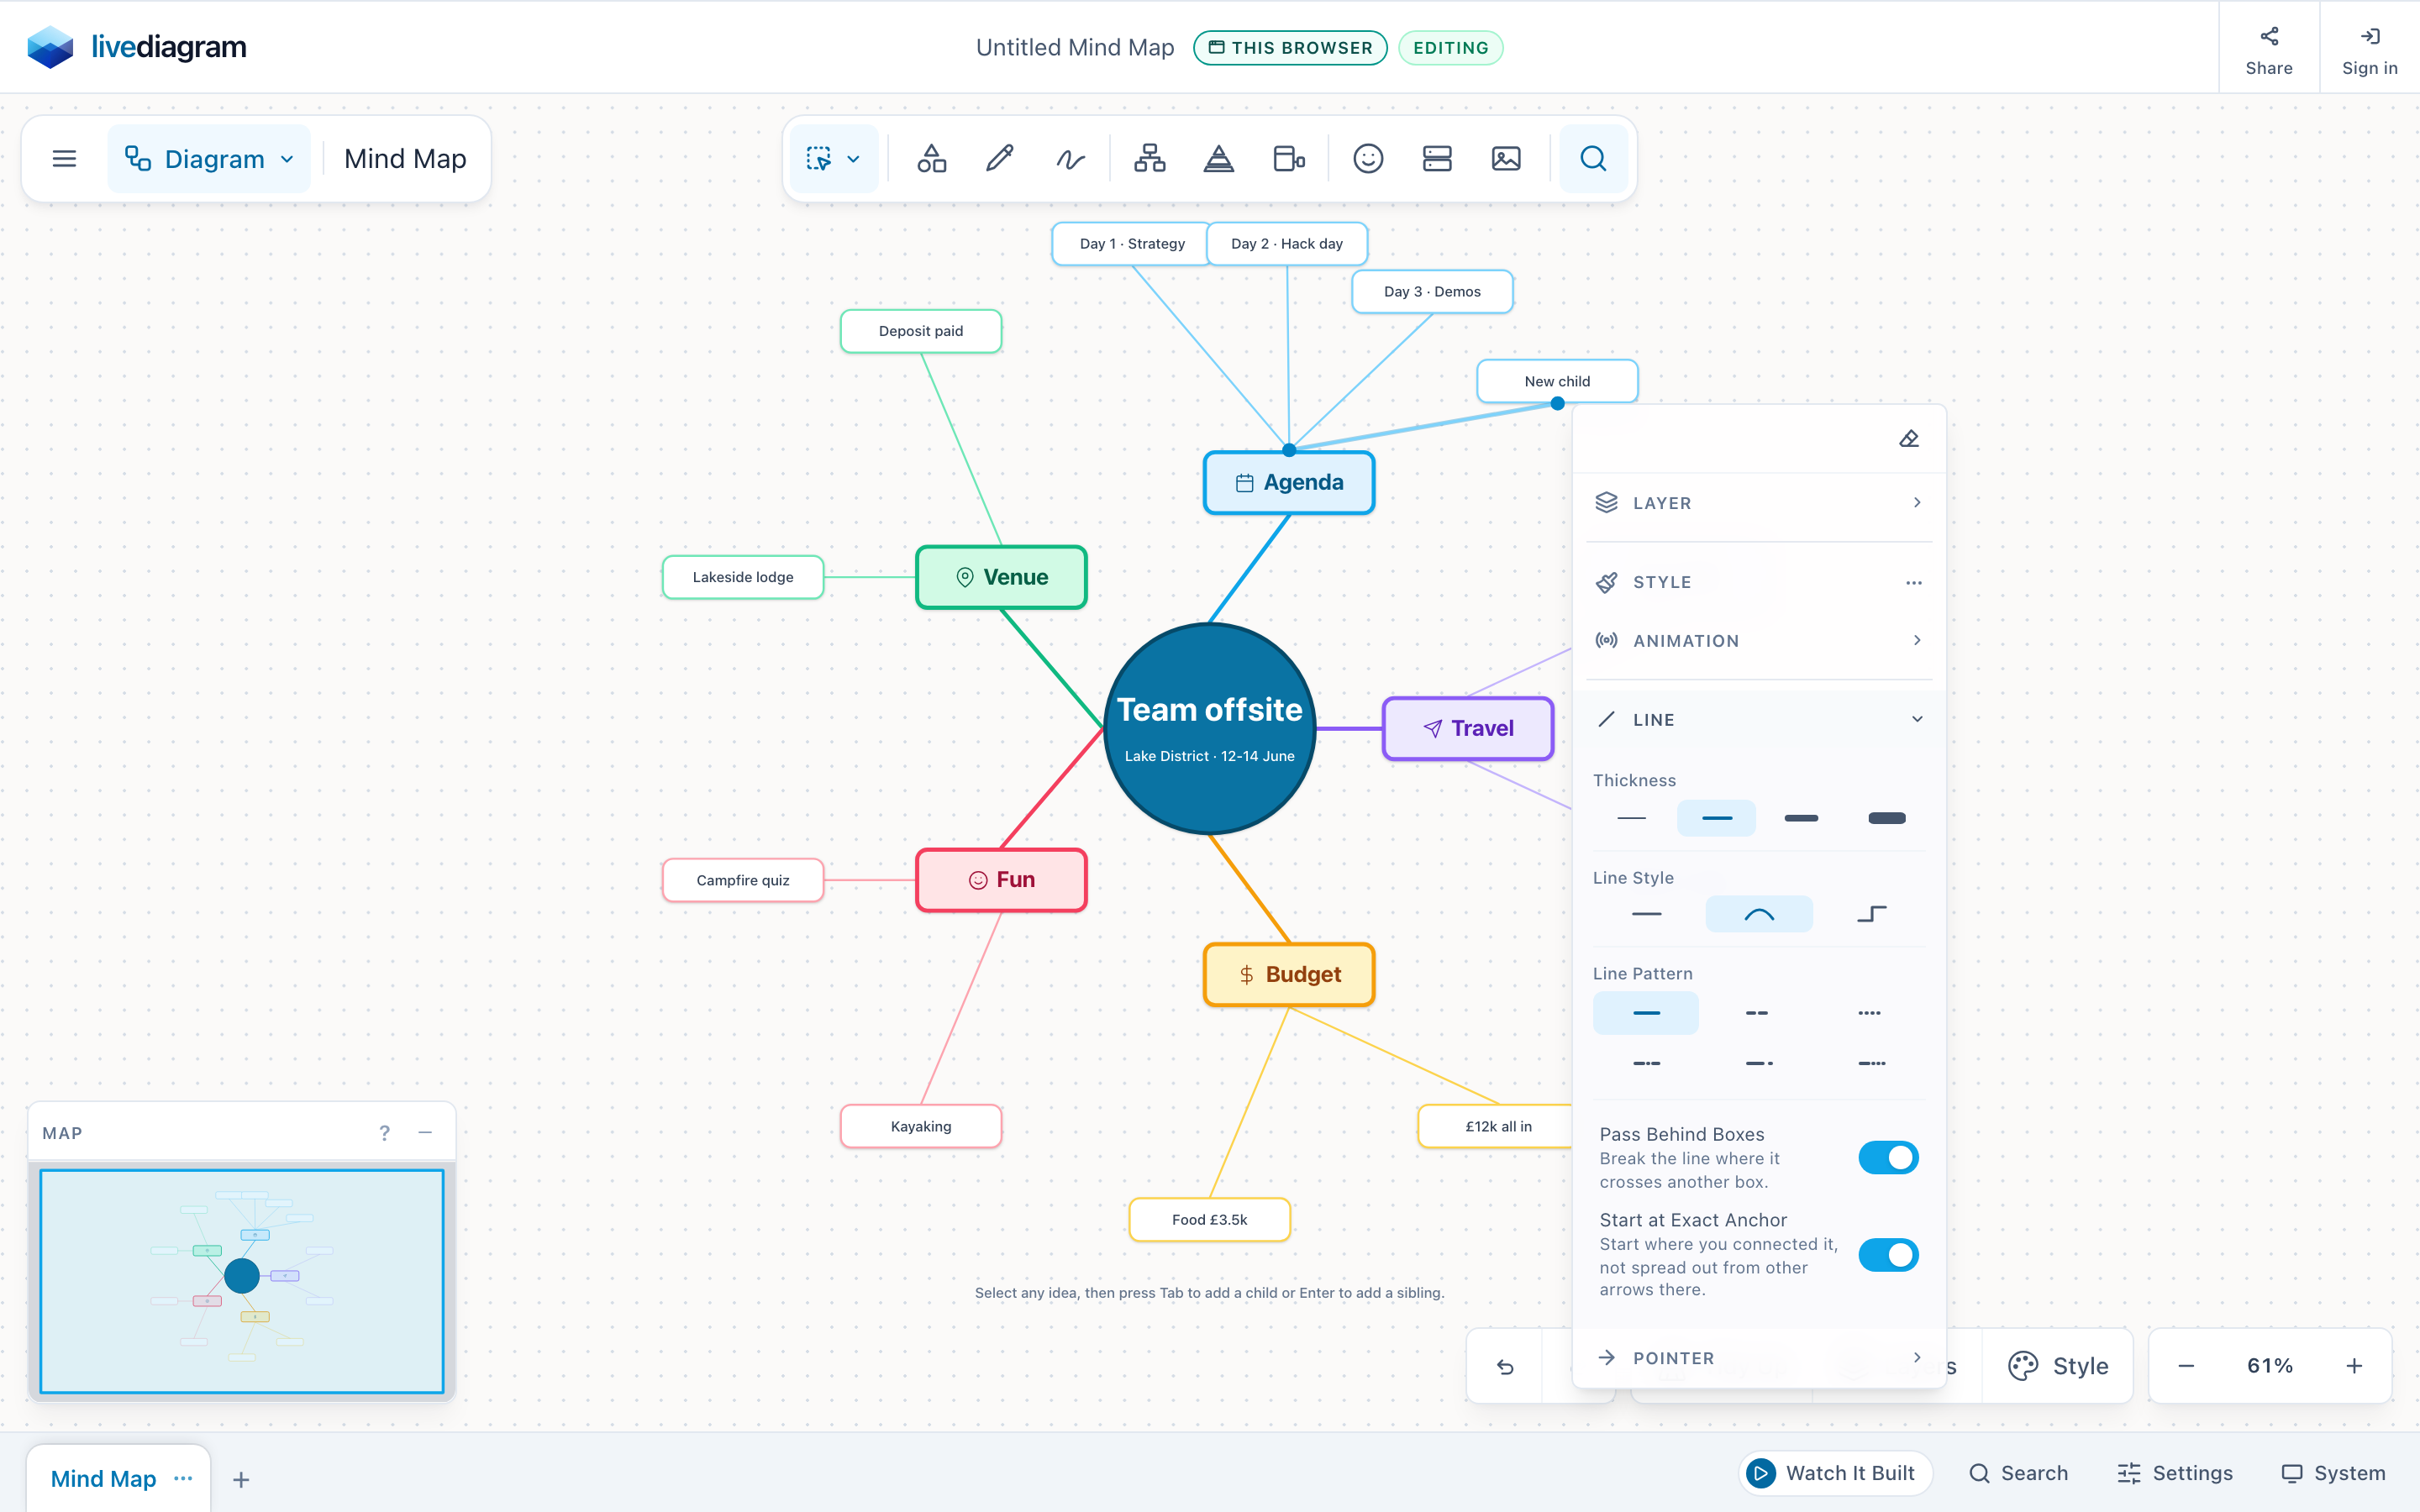 livediagram
Untitled Mind Map
THIS BROWSER
EDITING
Share
Sign in
Diagram
Mind Map
Day 1 · Strategy
Day 2 · Hack day
Day 3 · Demos
Deposit paid
New child
Agenda
Lakeside lodge
Venue
Team offsite
Lake District · 12-14 June
Travel
Campfire quiz
Fun
Budget
Kayaking
£12k all in
Food £3.5k
Select any idea, then press Tab to add a child or Enter to add a sibling.
LAYER
STYLE
ANIMATION
LINE
Thickness
Line Style
Line Pattern
Pass Behind Boxes
Break the line where it
crosses another box.
Start at Exact Anchor
Start where you connected it,
not spread out from other
arrows there.
POINTER
MAP
?
Style
61%
Mind Map
Watch It Built
Search
Settings
System